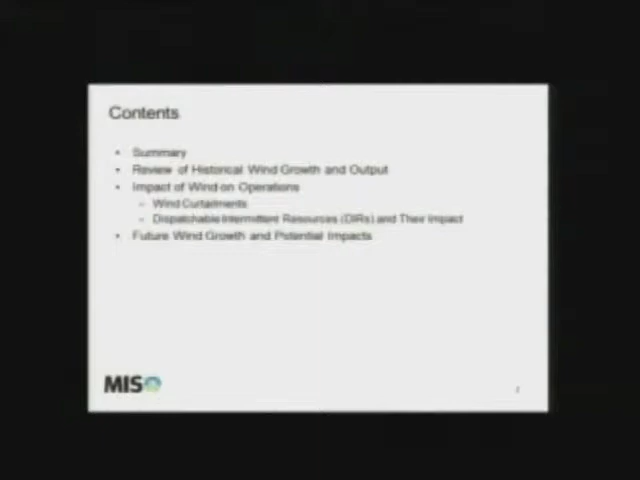 Contents
• Summary
• Review of Historical Wind Growth and Output
• Impact of Wind on Operations
– Wind Curtailments
– Dispatchable Intermittent Resources (DIRs) and Their Impact
• Future Wind Growth and Potential Impacts
MISO